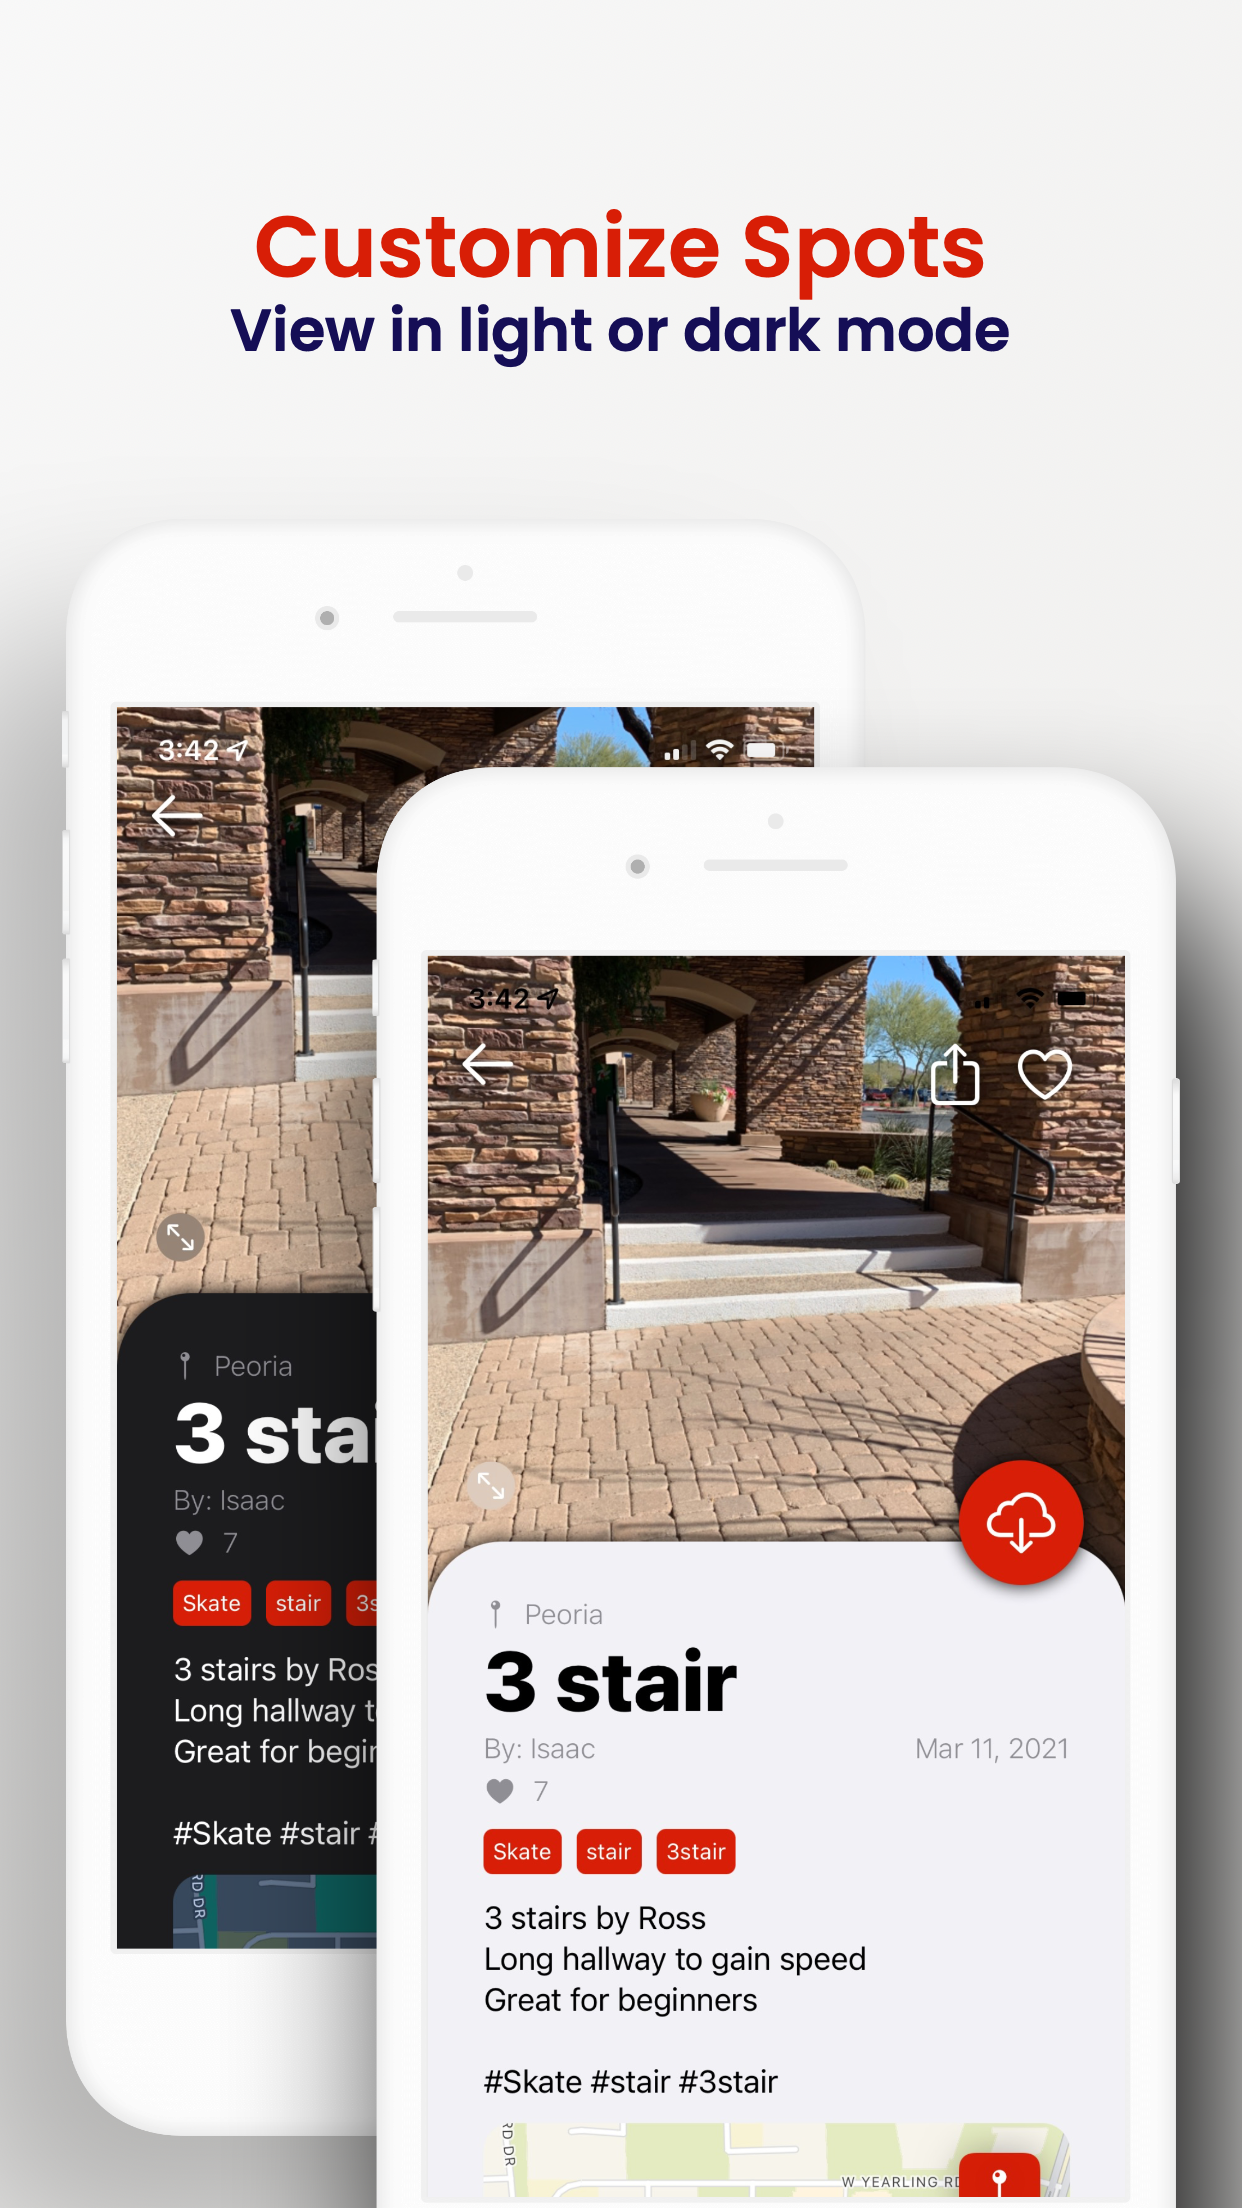 Customize Spots
View in light or dark mode
3:42
Peoria
3 stai
By: Isaac
7
Skate stair 3s
3 stairs by Ros
Long hallway t
Great for begin
#Skate #stair #
RD DR
3:42
Peoria
3 stair
By: Isaac Mar 11, 2021
7
Skate stair 3stair
3 stairs by Ross
Long hallway to gain speed
Great for beginners
#Skate #stair #3stair
RD DR
W YEARLING RD